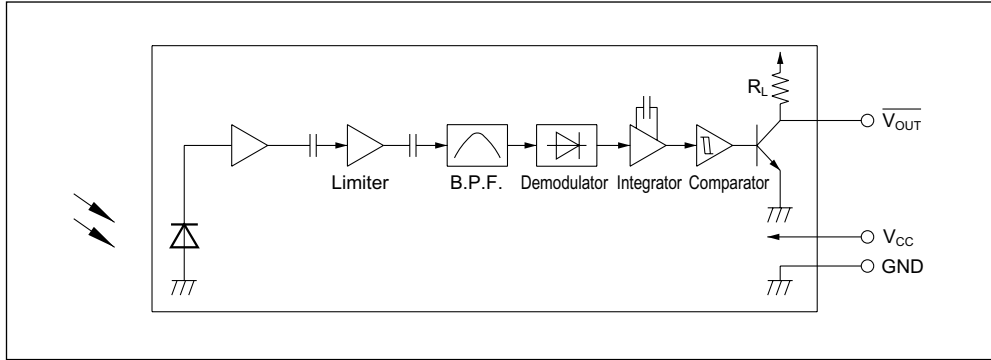 R_L
V_OUT
Limiter
B.P.F.
Demodulator
Integrator
Comparator
V_CC
GND